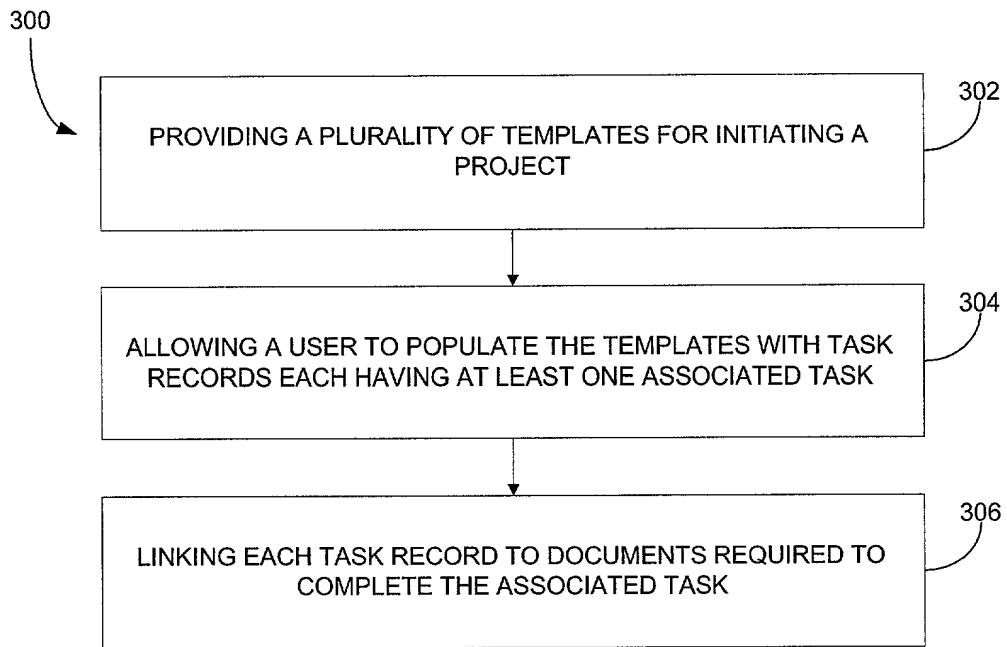 300
302
PROVIDING A PLURALITY OF TEMPLATES FOR INITIATING A
PROJECT
304
ALLOWING A USER TO POPULATE THE TEMPLATES WITH TASK
RECORDS EACH HAVING AT LEAST ONE ASSOCIATED TASK
306
LINKING EACH TASK RECORD TO DOCUMENTS REQUIRED TO
COMPLETE THE ASSOCIATED TASK